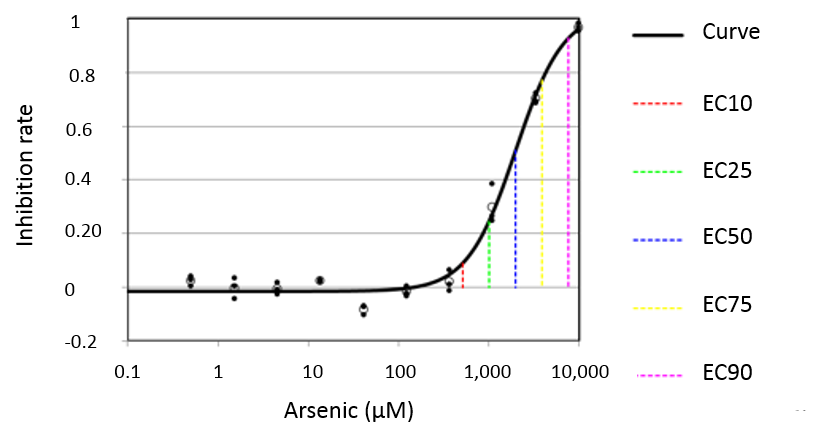 1
0.8
0.6
0.4
0.20
0
-0.2
Inhibition rate
0.1 1 10 100 1,000 10,000
Arsenic (µM)
Curve
EC10
EC25
EC50
EC75
EC90